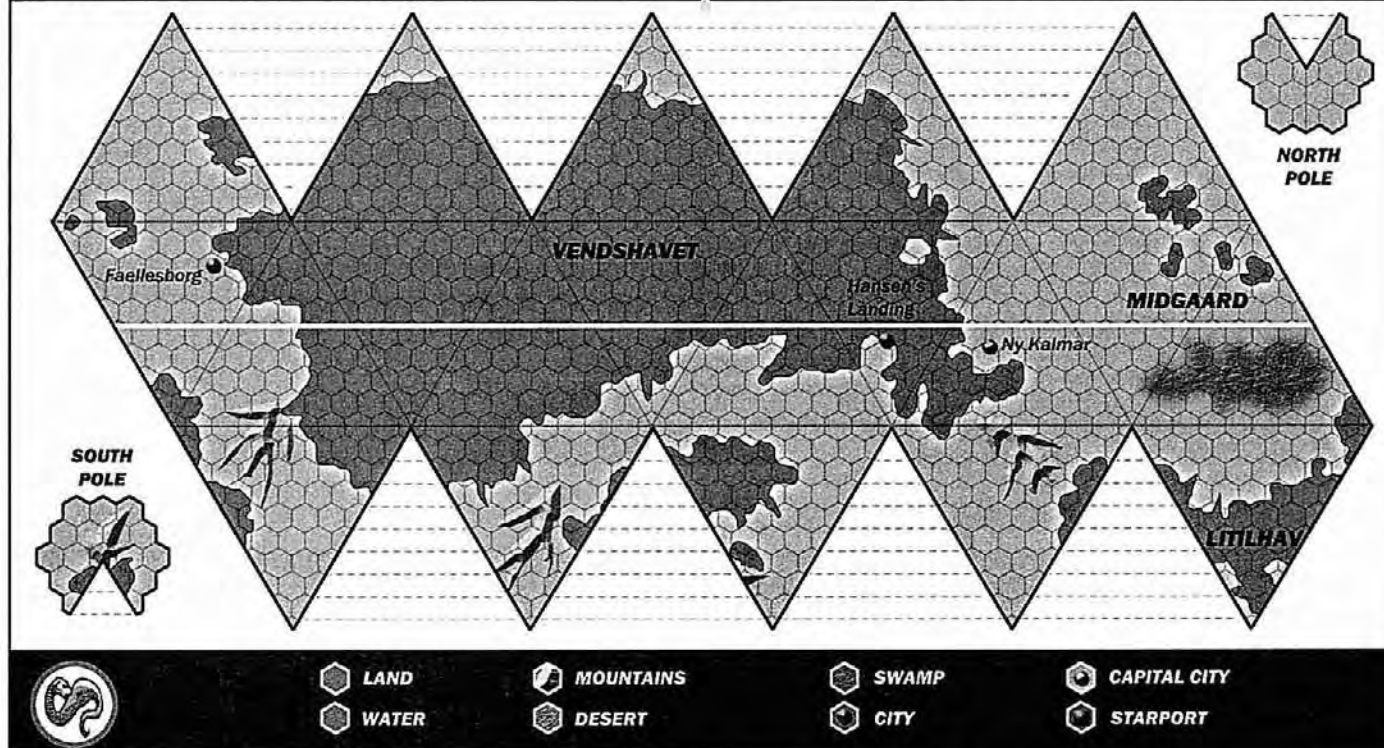 NORTH
POLE
VENDSHAVET
Faellesborg
Hansen's
Landing
MIDGAARD
Ny Kalmar
SOUTH
POLE
LITILHAV
LAND
MOUNTAINS
SWAMP
CAPITAL CITY
WATER
DESERT
CITY
STARPORT